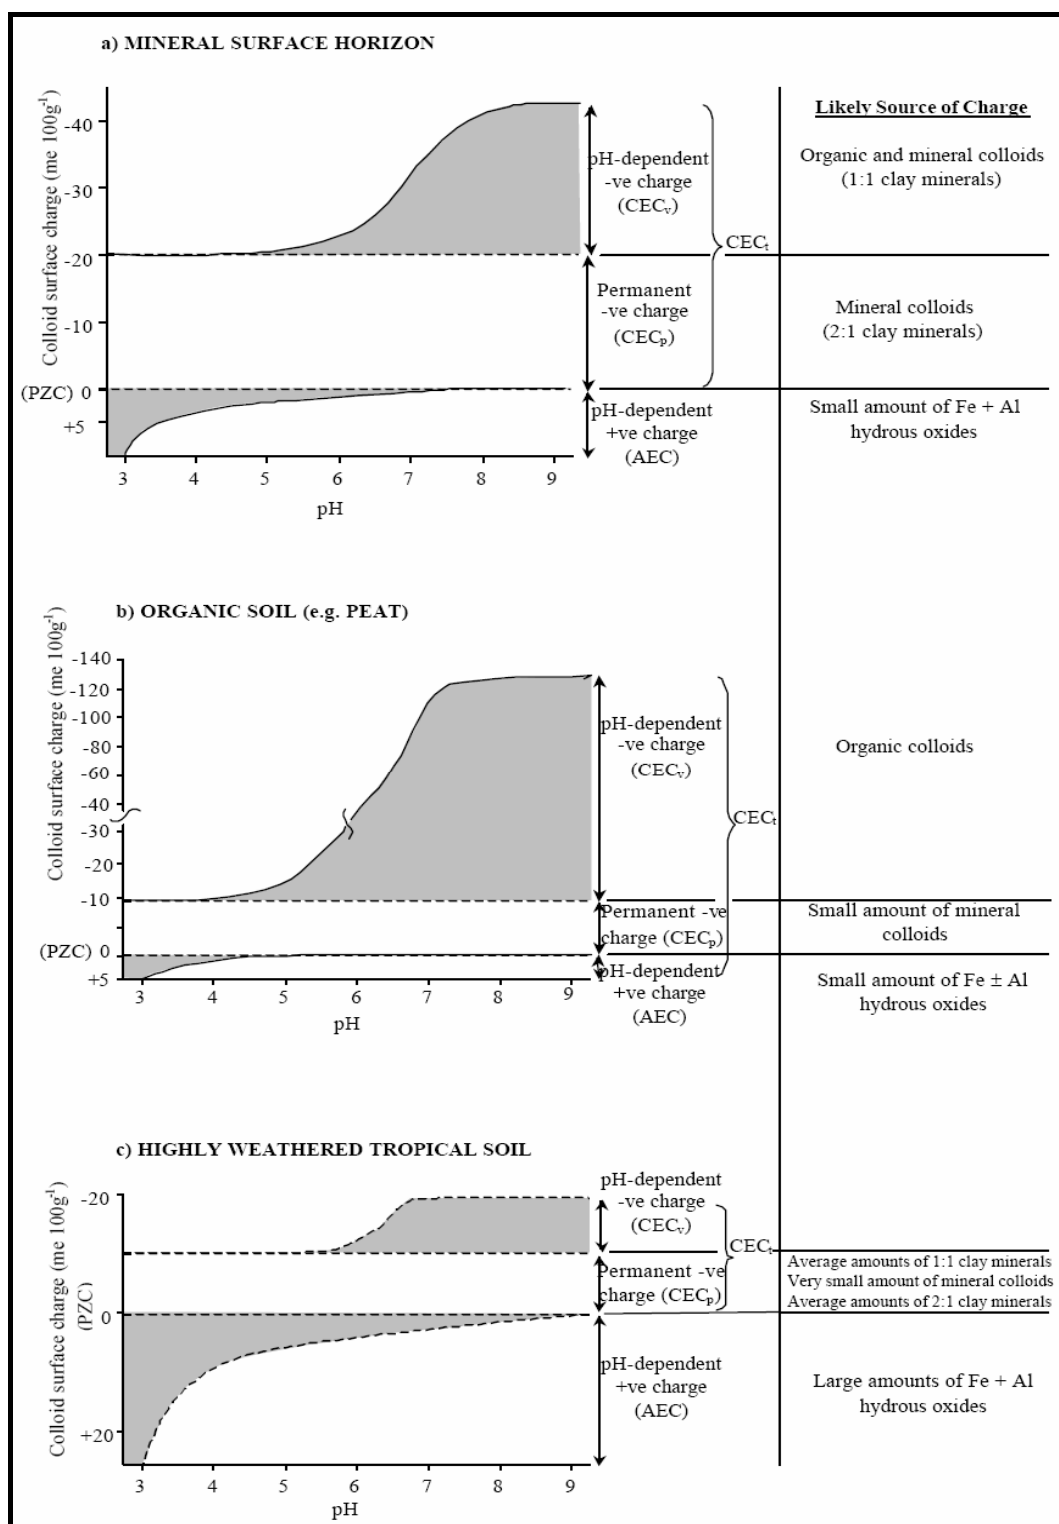 a) MINERAL SURFACE HORIZON
Colloid surface charge (me 100g⁻¹)
-40
-30
-20
-10
(PZC) 0
+5
3 4 5 6 7 8 9
pH
pH-dependent
-ve charge
(CECv)
Permanent
-ve charge
(CECp)
pH-dependent
+ve charge
(AEC)
CECt
Likely Source of Charge
Organic and mineral colloids
(1:1 clay minerals)
Mineral colloids
(2:1 clay minerals)
Small amount of Fe + Al
hydrous oxides
b) ORGANIC SOIL (e.g. PEAT)
Colloid surface charge (me 100g⁻¹)
-140
-120
-100
-80
-60
-40
-30
-20
-10
(PZC) 0
+5
3 4 5 6 7 8 9
pH
pH-dependent
-ve charge
(CECv)
Permanent -ve
charge (CECp)
pH-dependent
+ve charge
(AEC)
CECt
Organic colloids
Small amount of mineral
colloids
Small amount of Fe ± Al
hydrous oxides
c) HIGHLY WEATHERED TROPICAL SOIL
Colloid surface charge (me 100g⁻¹)
(PZC)
-20
0
+20
3 4 5 6 7 8 9
pH
pH-dependent
-ve charge
(CECv)
Permanent -ve
charge (CECp)
pH-dependent
+ve charge
(AEC)
CECt
Average amounts of 1:1 clay minerals
Very small amount of mineral colloids
Average amounts of 2:1 clay minerals
Large amounts of Fe + Al
hydrous oxides